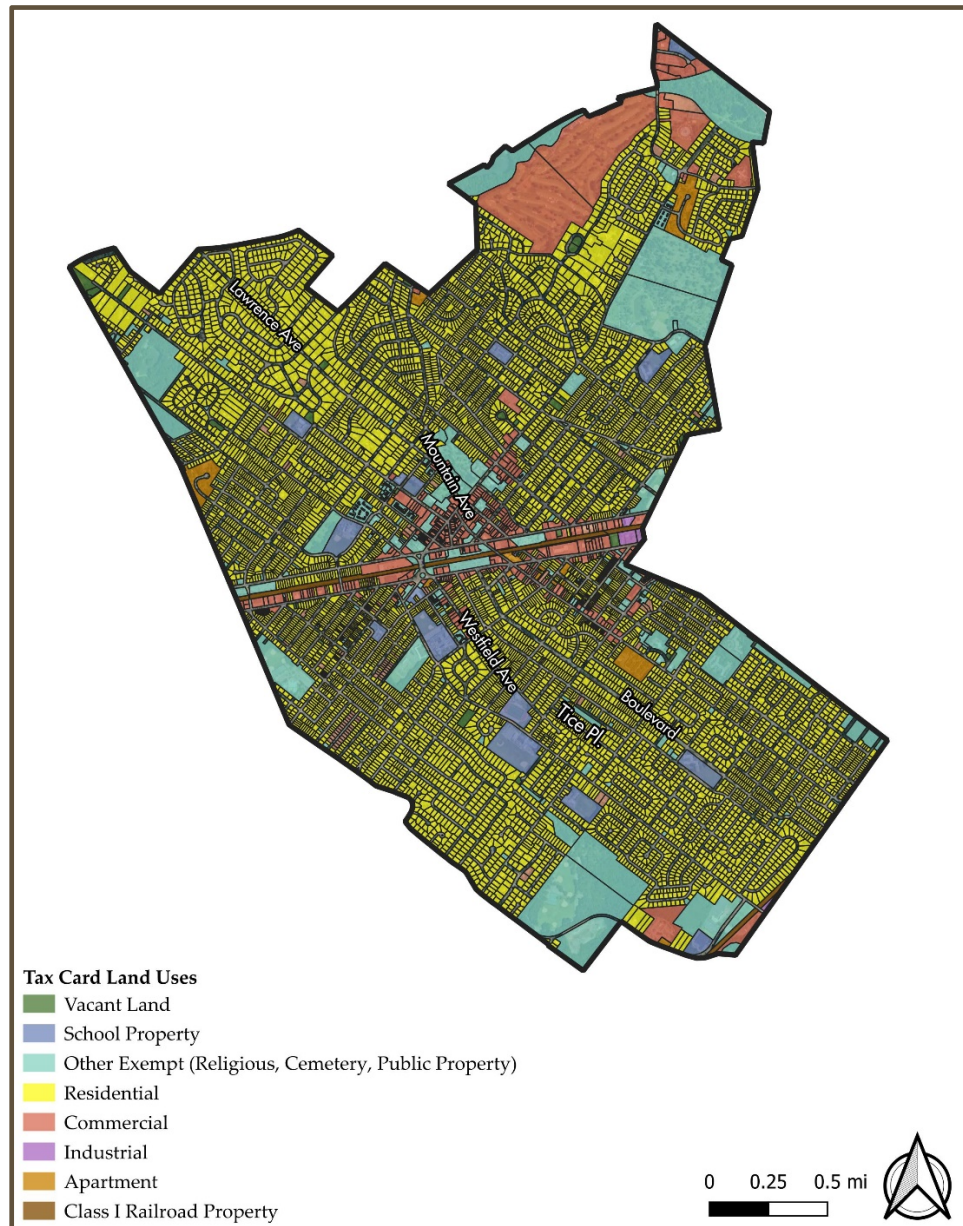 Lawrence Ave
Mountain Ave
Westfield Ave
Tice Pl.
Boulevard
Tax Card Land Uses
Vacant Land
School Property
Other Exempt (Religious, Cemetery, Public Property)
Residential
Commercial
Industrial
Apartment
Class I Railroad Property
0 0.25 0.5 mi